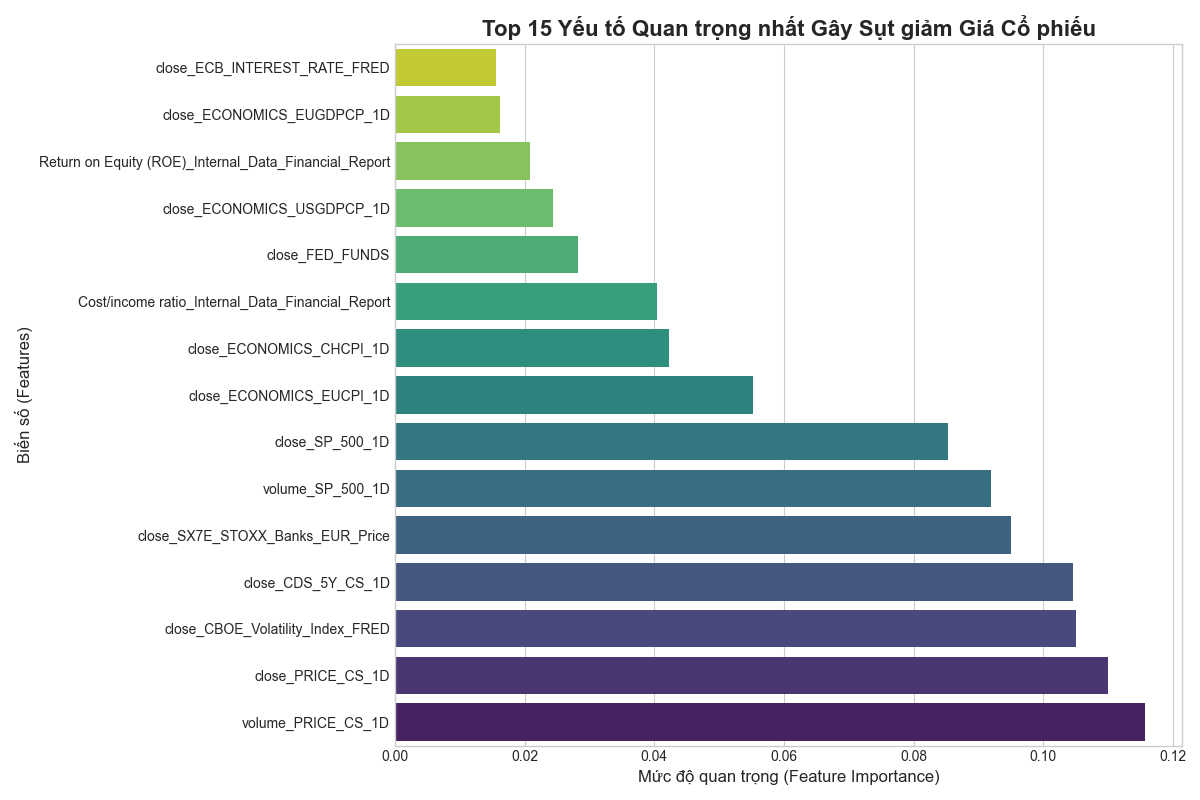 Top 15 Yếu tố Quan trọng nhất Gây Sụt giảm Giá Cổ phiếu
close_ECB_INTEREST_RATE_FRED
close_ECONOMICS_EUGDPCP_1D
Return on Equity (ROE)_Internal_Data_Financial_Report
close_ECONOMICS_USGDPCP_1D
close_FED_FUNDS
Cost/income ratio_Internal_Data_Financial_Report
close_ECONOMICS_CHCPI_1D
close_ECONOMICS_EUCPI_1D
close_SP_500_1D
volume_SP_500_1D
close_SX7E_STOXX_Banks_EUR_Price
close_CDS_5Y_CS_1D
close_CBOE_Volatility_Index_FRED
close_PRICE_CS_1D
volume_PRICE_CS_1D
Biến số (Features)
0.00 0.02 0.04 0.06 0.08 0.10 0.12
Mức độ quan trọng (Feature Importance)